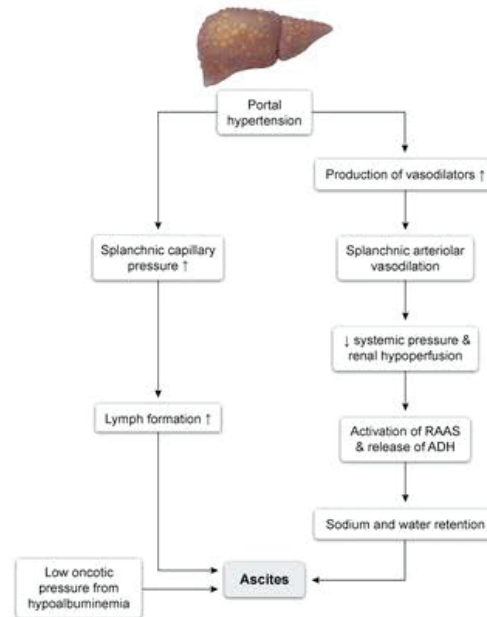 Portal
hypertension
Production of vasodilators ↑
Splanchnic capillary
pressure ↑
Splanchnic arteriolar
vasodilation
↓ systemic pressure &
renal hypoperfusion
Lymph formation ↑
Activation of RAAS
& release of ADH
Sodium and water retention
Low oncotic
pressure from
hypoalbuminemia
Ascites